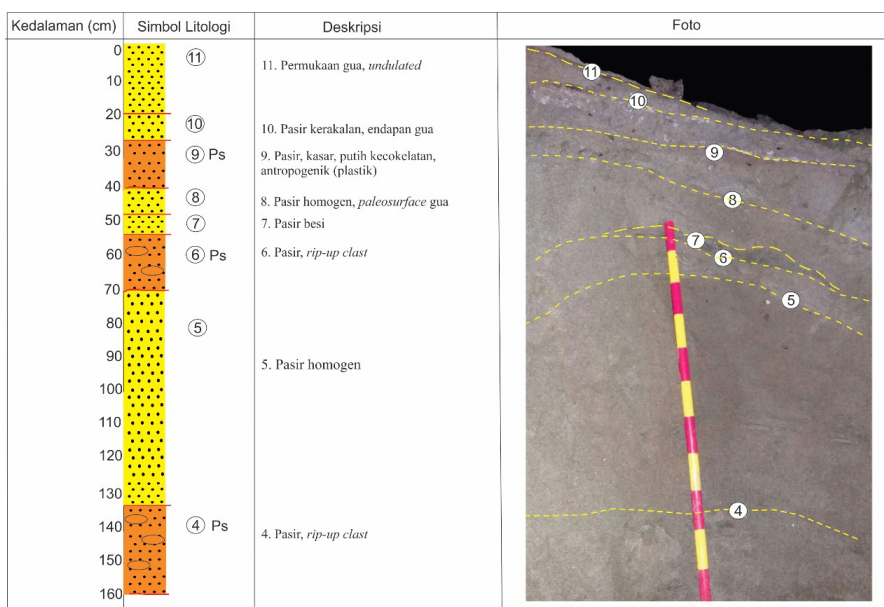 Kedalaman (cm) Simbol Litologi Deskripsi Foto
0
10
20
30
40
50
60
70
80
90
100
110
120
130
140
150
160
11
10
9 Ps
8
7
6 Ps
5
4 Ps
11. Permukaan gua, undulated
10. Pasir kerakalan, endapan gua
9. Pasir, kasar, putih kecokelatan,
antropogenik (plastik)
8. Pasir homogen, paleosurface gua
7. Pasir besi
6. Pasir, rip-up clast
5. Pasir homogen
4. Pasir, rip-up clast
11
10
9
8
7
6
5
4